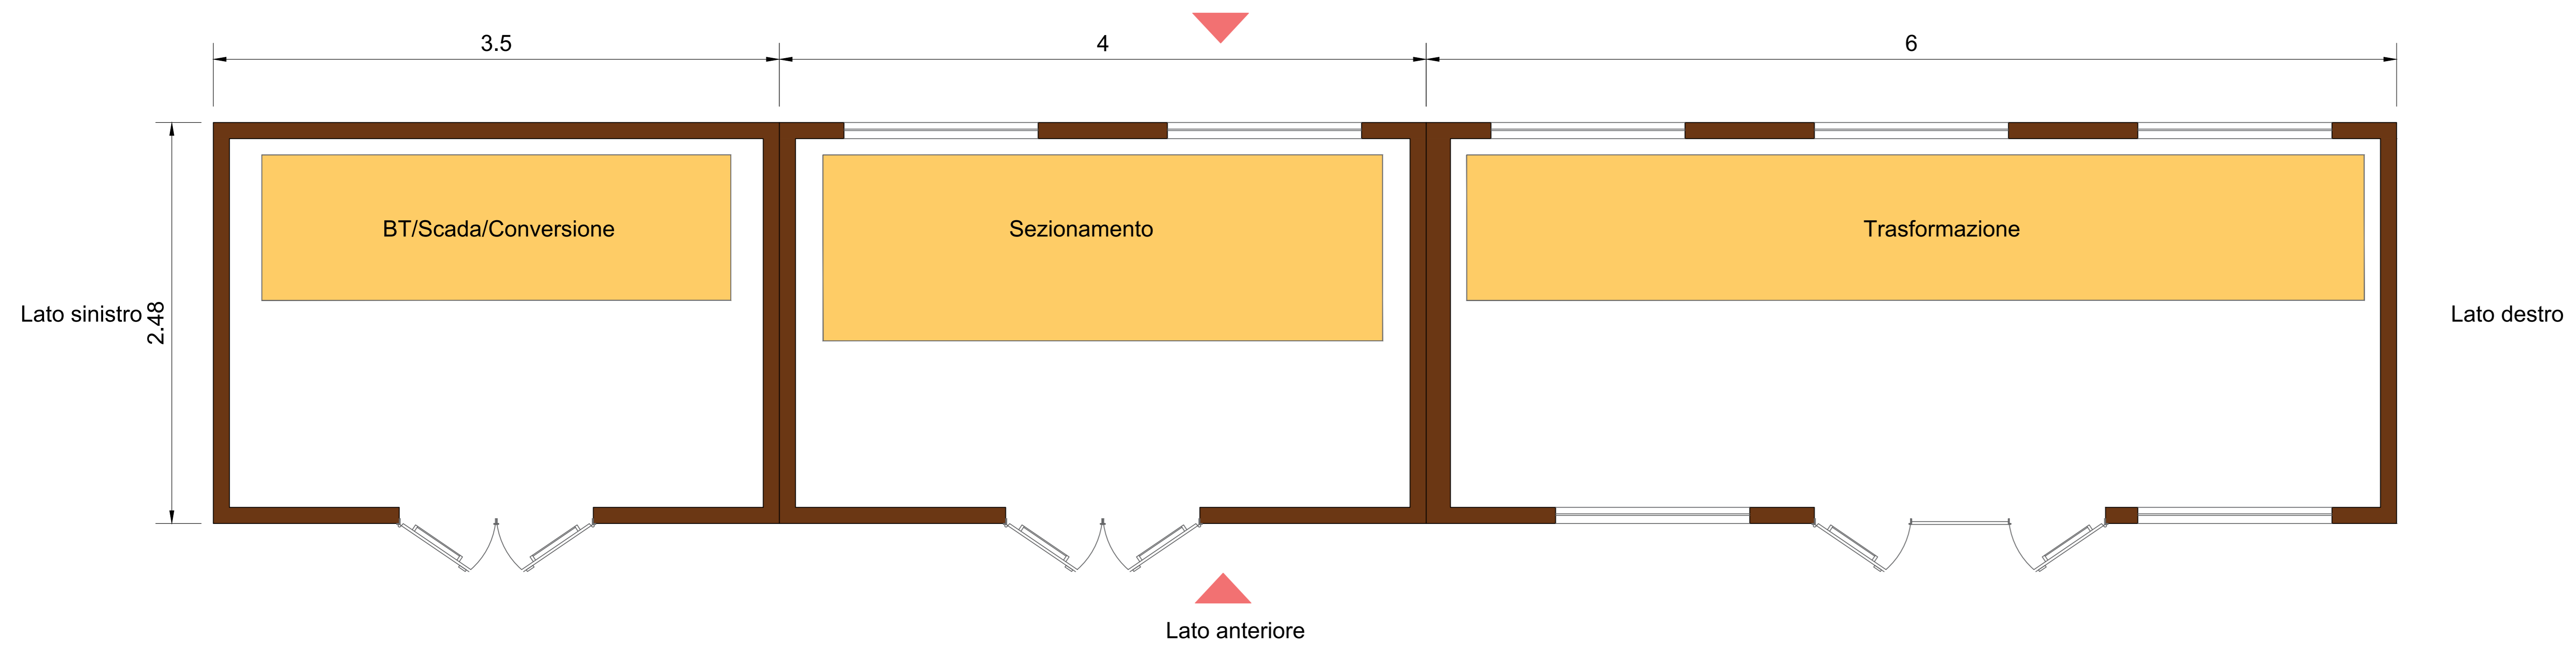 3.5
4
6
BT/Scada/Conversione
Sezionamento
Trasformazione
Lato sinistro
2.48
Lato destro
Lato anteriore